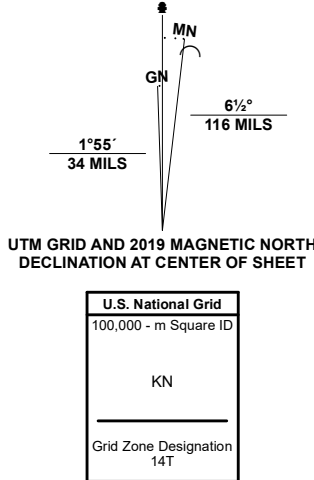 MN
GN
6½°
116 MILS
1°55´
34 MILS
UTM GRID AND 2019 MAGNETIC NORTH
DECLINATION AT CENTER OF SHEET
U.S. National Grid
100,000 - m Square ID
KN
Grid Zone Designation
14T